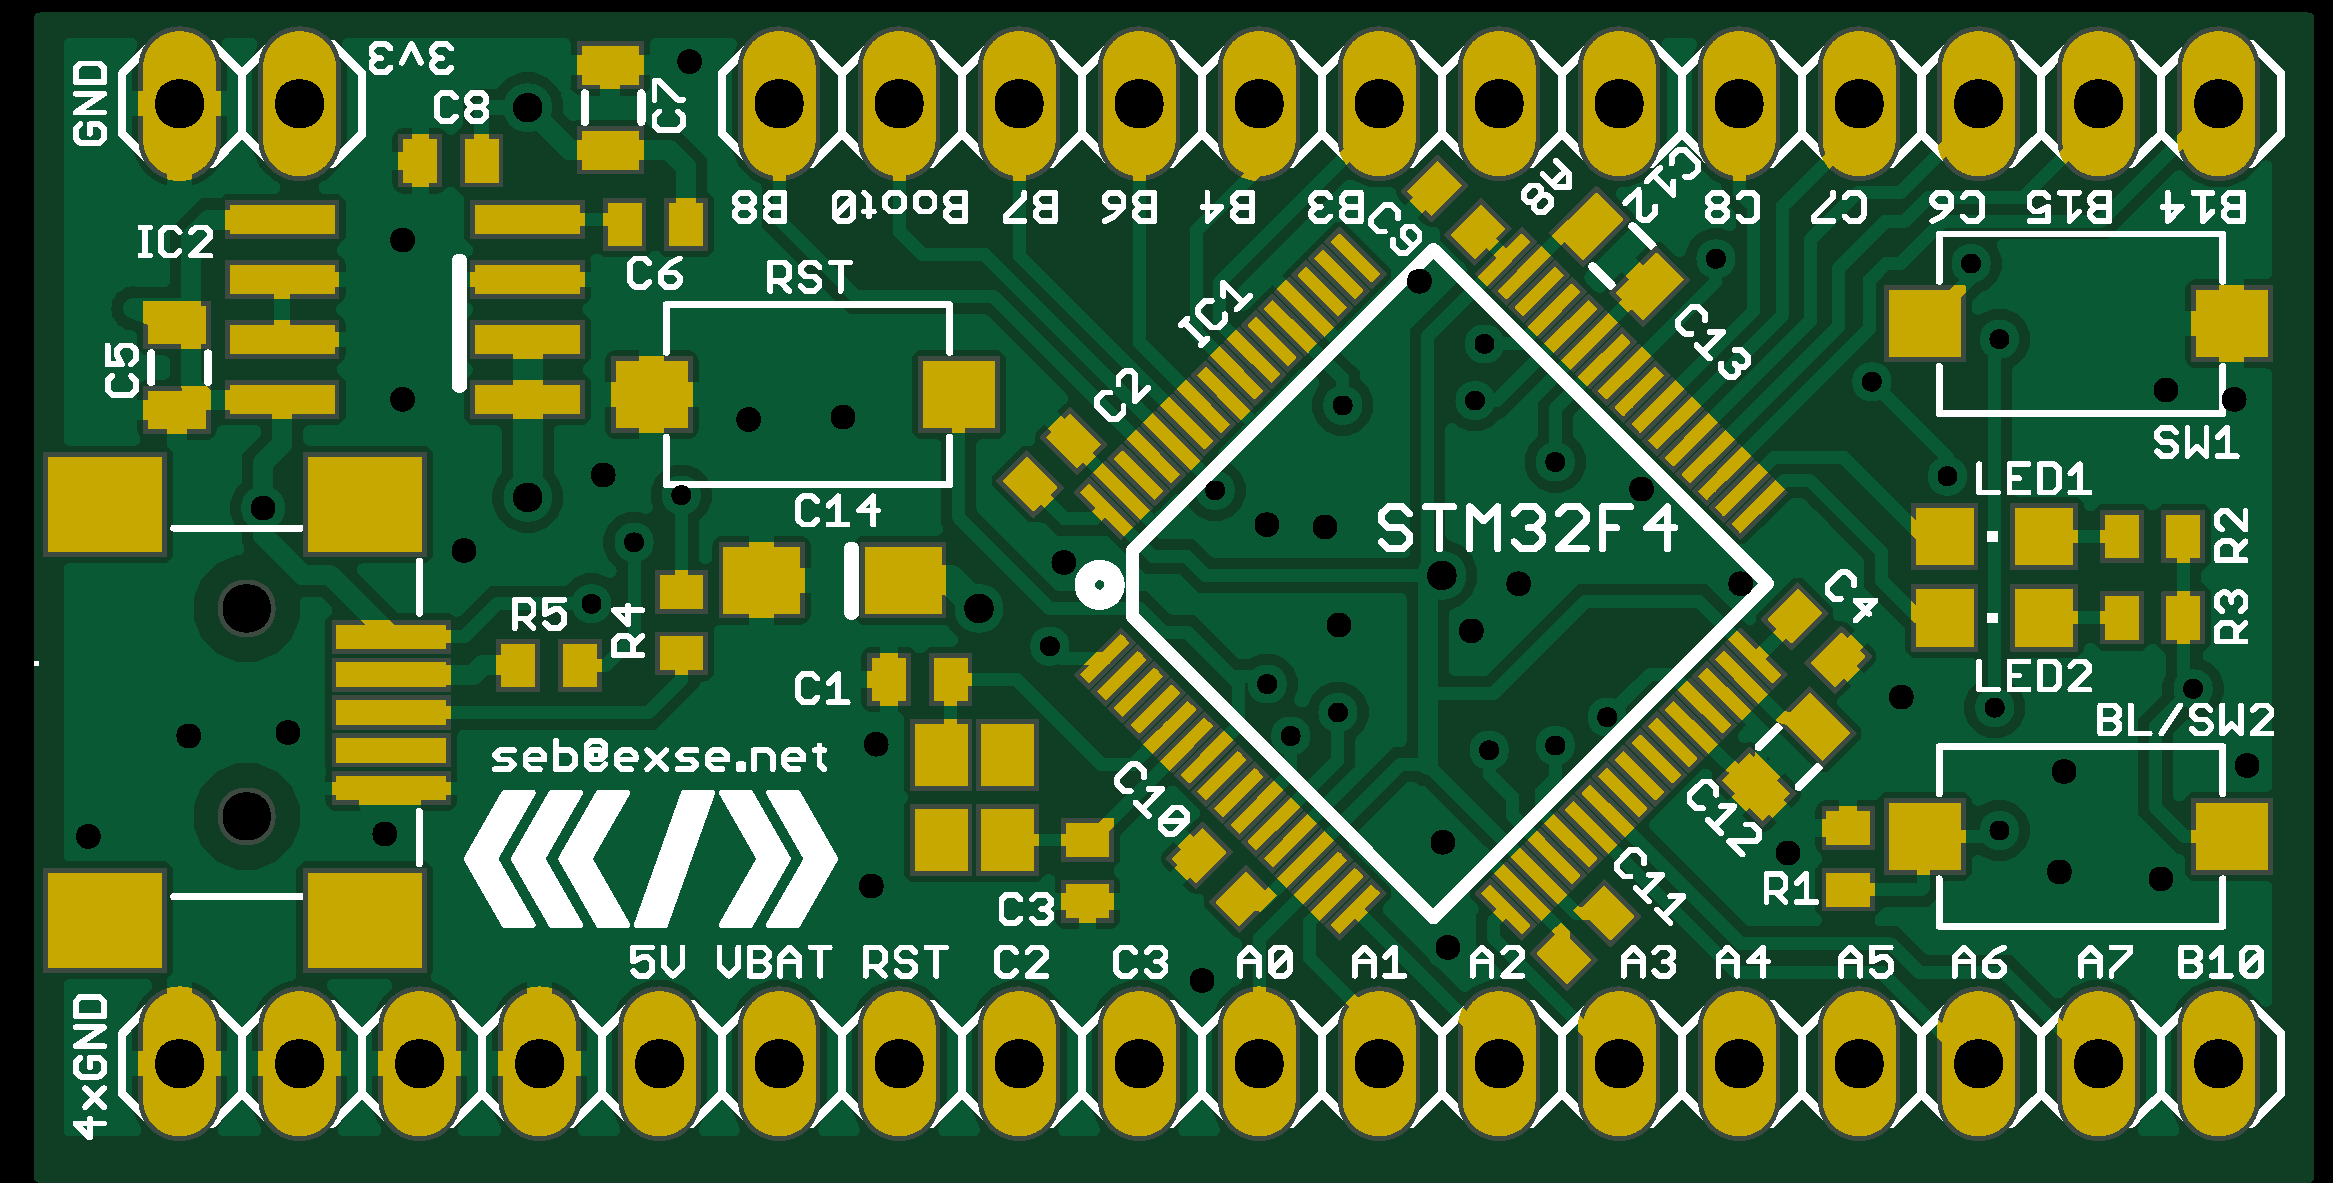 GND
3v3
C8
C7
B8
Boot0
B7
B6
B4
B3
C9
A8
C12
C8
C7
C6
B15
B14
IC2
C6
RST
IC1
C13
C5
C2
SW1
C14
STM32F4
LED1
R2
R5
R4
C4
R3
C1
LED2
BL/SW2
seb@exse.net
C10
C12
C11
R1
C3
5V
VBAT
RST
C2
C3
A0
A1
A2
A3
A4
A5
A6
A7
B10
4xGND